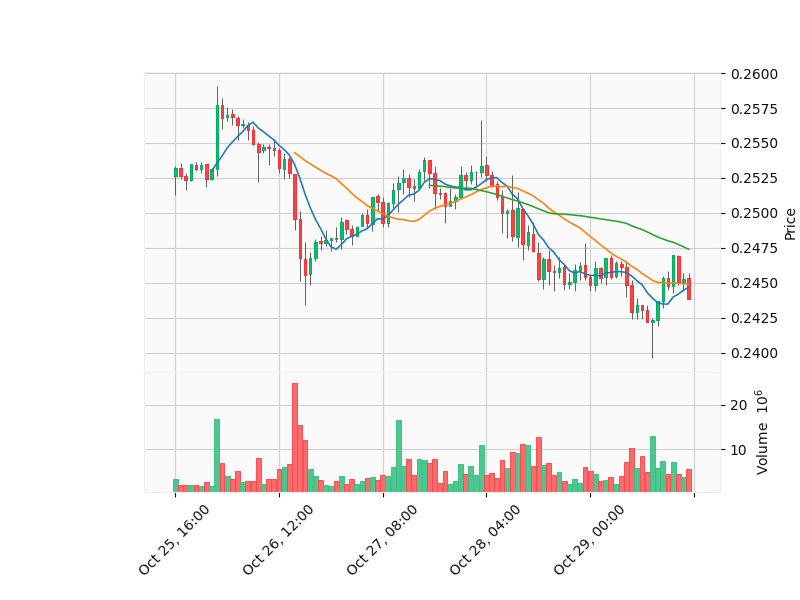 0.2600
0.2575
0.2550
0.2525
0.2500
0.2475
0.2450
0.2425
0.2400
Price
20
10
Volume 10⁶
Oct 25, 16:00
Oct 26, 12:00
Oct 27, 08:00
Oct 28, 04:00
Oct 29, 00:00